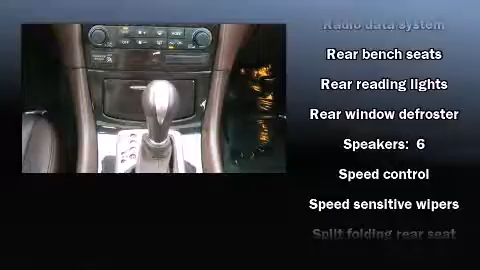 Radio data system
Rear bench seats
Rear reading lights
Rear window defroster
Speakers: 6
Speed control
Speed sensitive wipers
Split folding rear seat